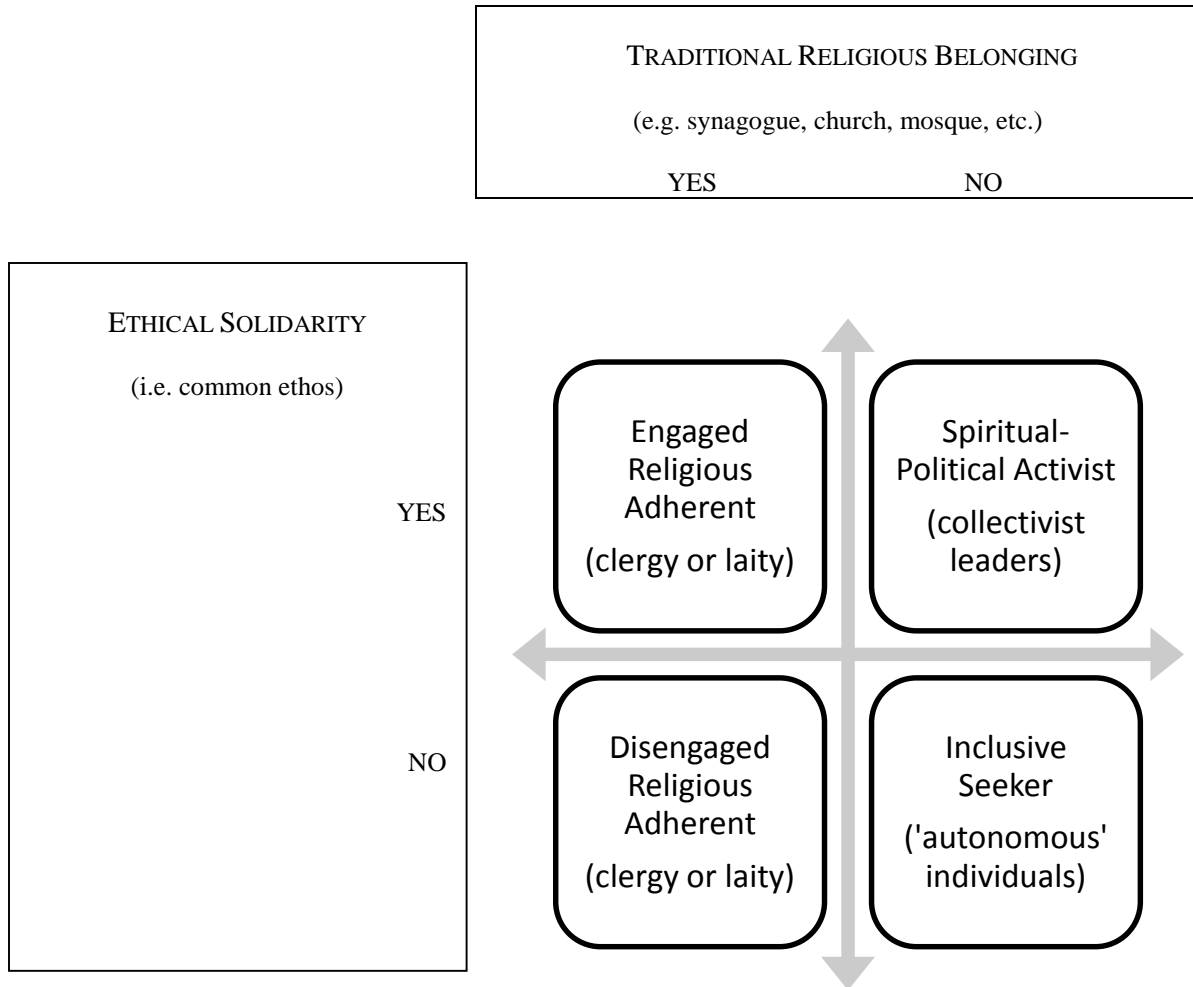 TRADITIONAL RELIGIOUS BELONGING
(e.g. synagogue, church, mosque, etc.)
YES NO
ETHICAL SOLIDARITY
(i.e. common ethos)
YES
NO
Engaged
Religious
Adherent
(clergy or laity)
Spiritual-
Political Activist
(collectivist
leaders)
Disengaged
Religious
Adherent
(clergy or laity)
Inclusive
Seeker
('autonomous'
individuals)